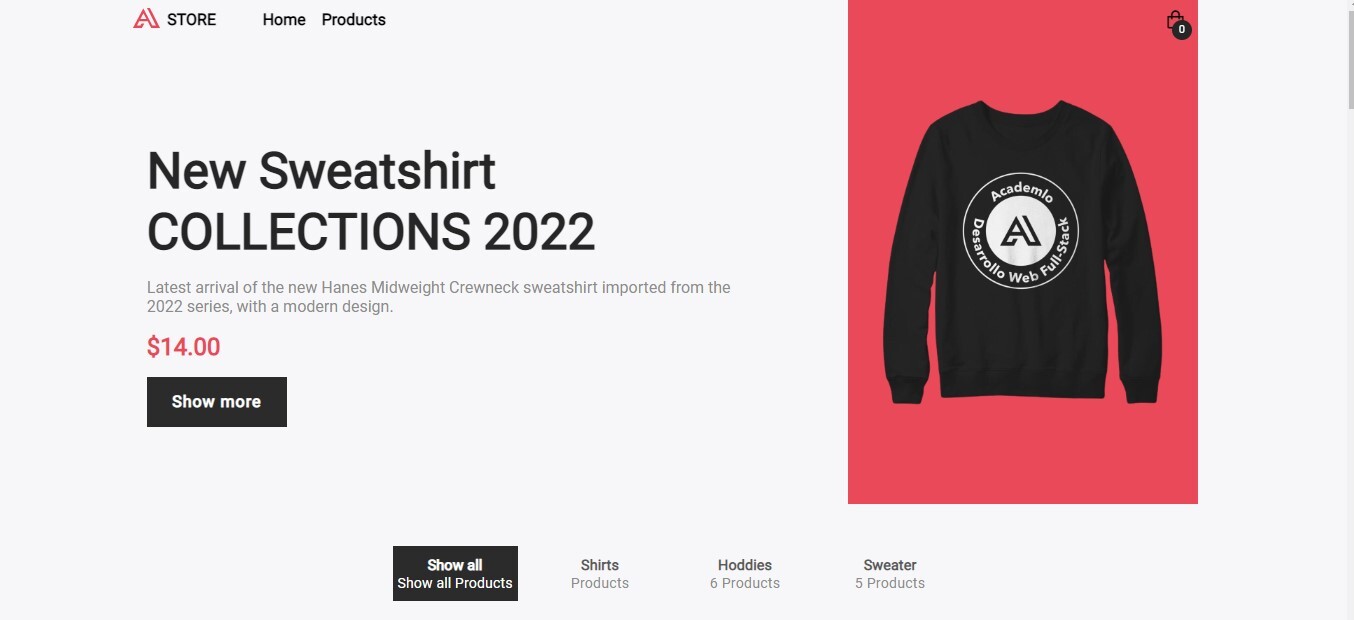 STORE
Home
Products
0
New Sweatshirt
COLLECTIONS 2022
Latest arrival of the new Hanes Midweight Crewneck sweatshirt imported from the
2022 series, with a modern design.
$14.00
Show more
Academlo
Desarrollo Web Full-Stack
Show all
Show all Products
Shirts
Products
Hoddies
6 Products
Sweater
5 Products